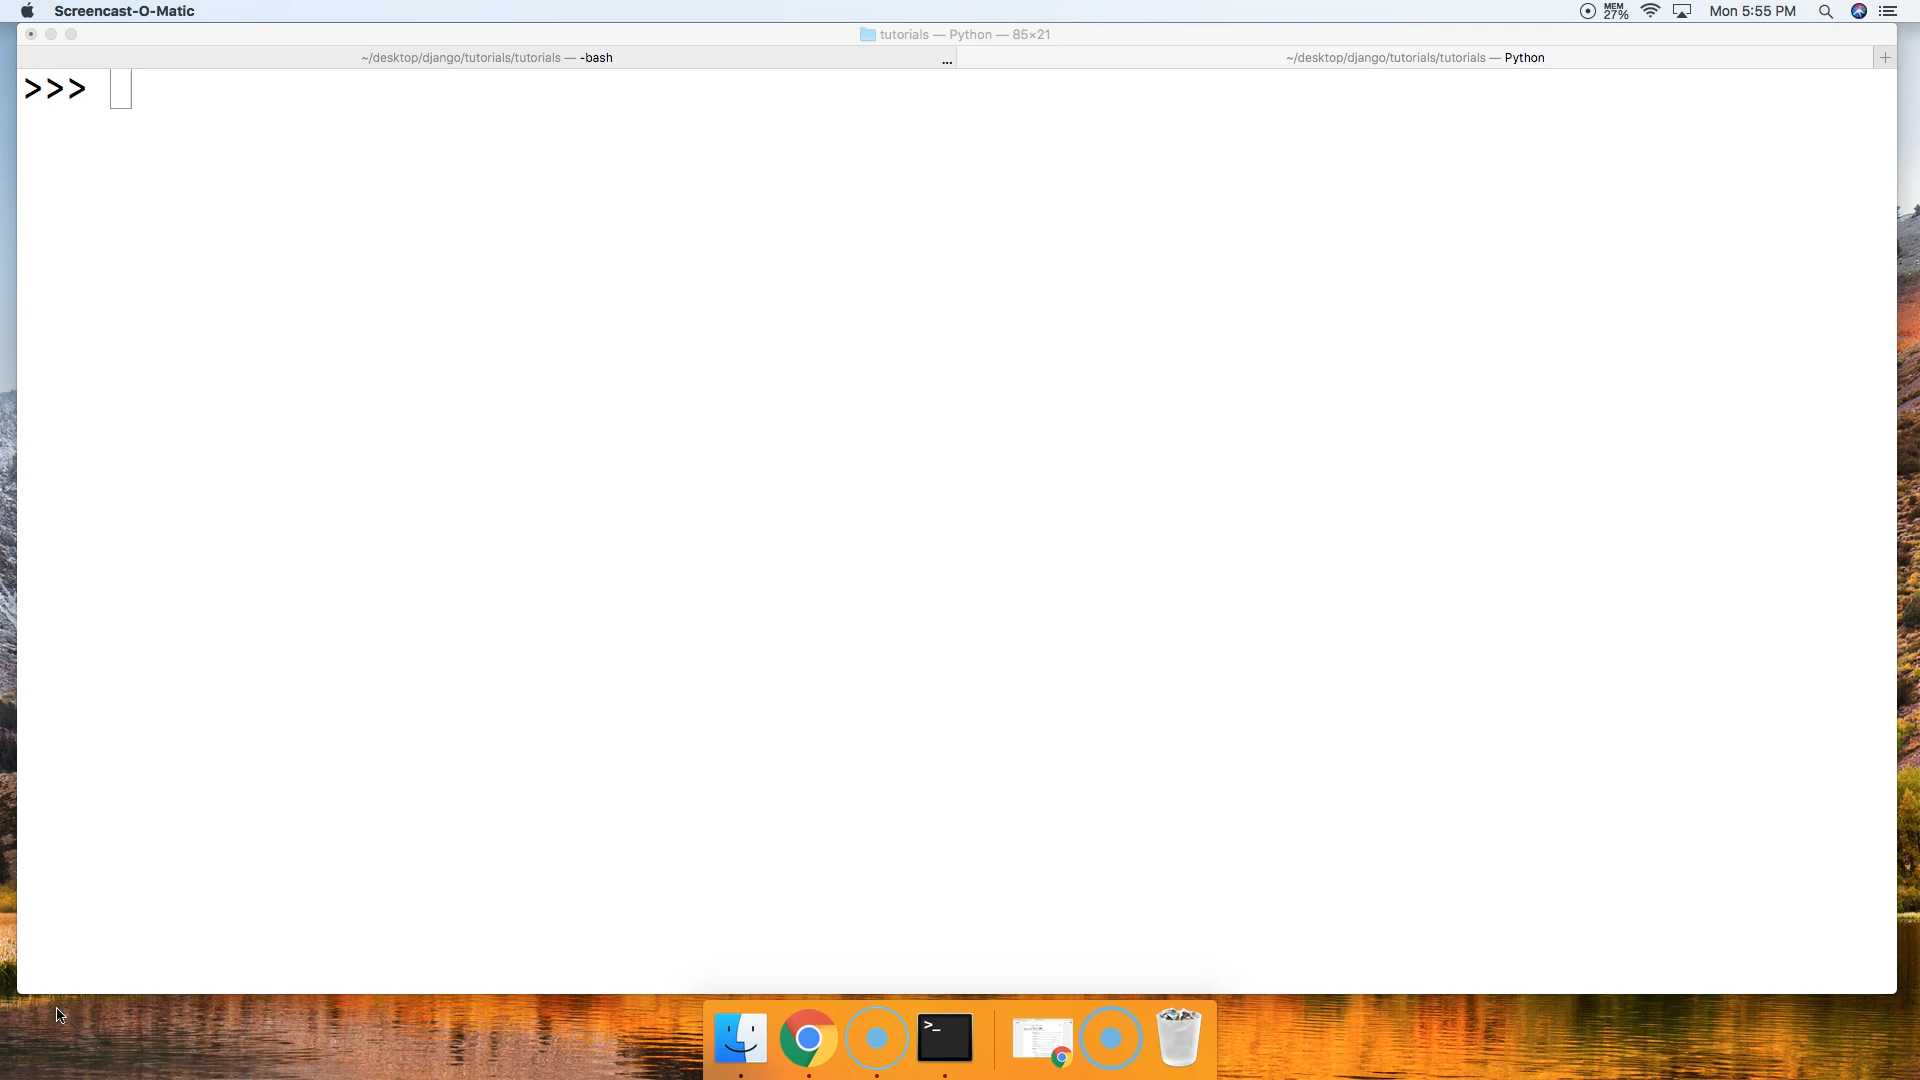 Screencast-O-Matic
MEM
27%
Mon 5:55 PM
tutorials — Python — 85×21
~/desktop/django/tutorials/tutorials — -bash
...
~/desktop/django/tutorials/tutorials — Python
+
>>>
>_